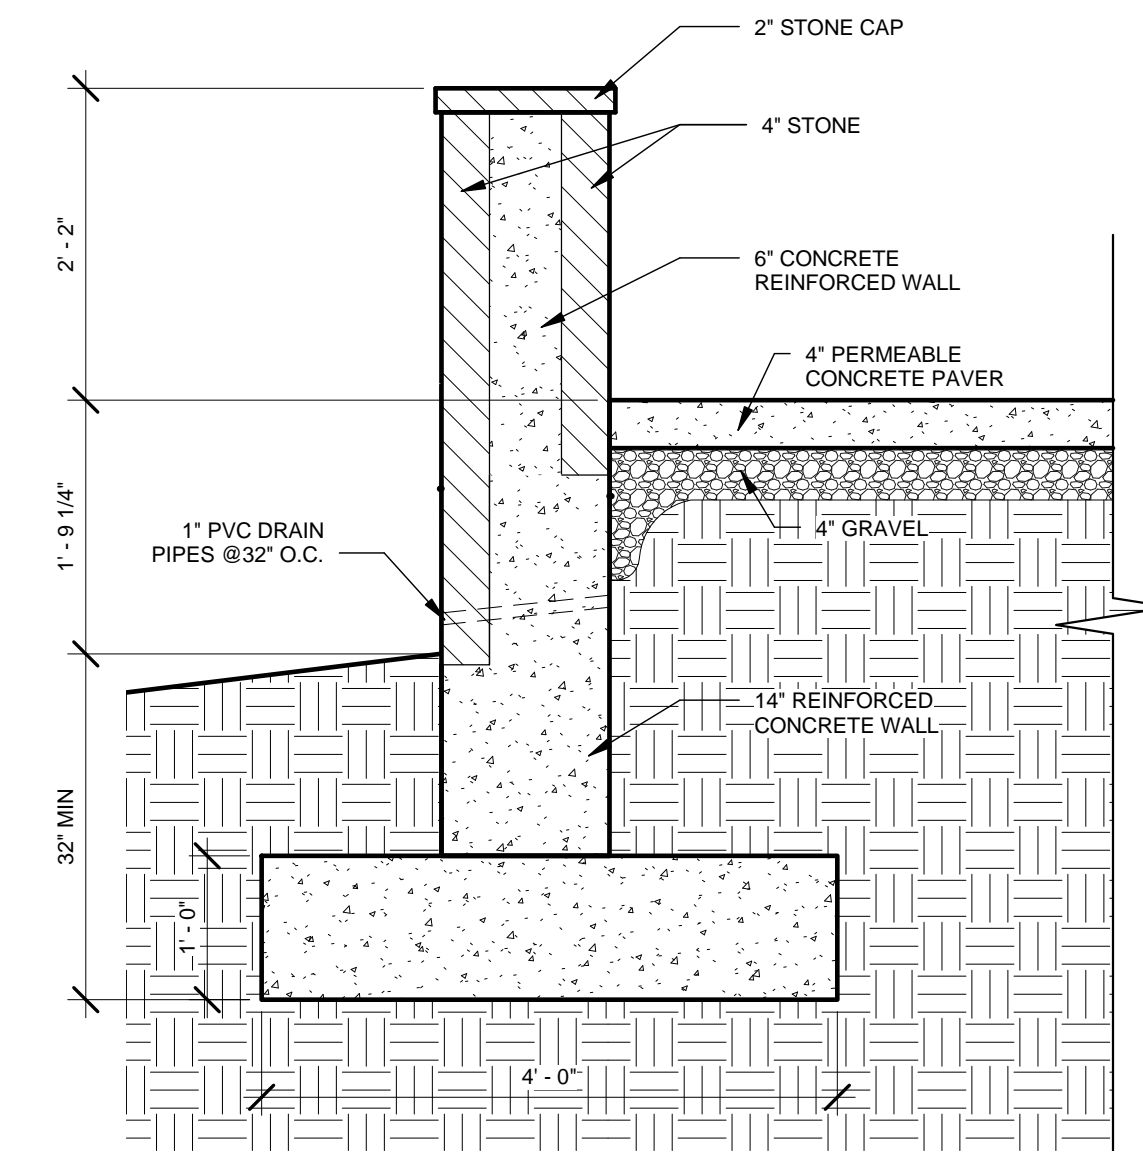 2" STONE CAP
4" STONE
2' - 2"
6" CONCRETE
REINFORCED WALL
4" PERMEABLE
CONCRETE PAVER
1' - 9 1/4"
1" PVC DRAIN
PIPES @32" O.C.
4" GRAVEL
14" REINFORCED
CONCRETE WALL
32" MIN
1' - 0"
4' - 0"